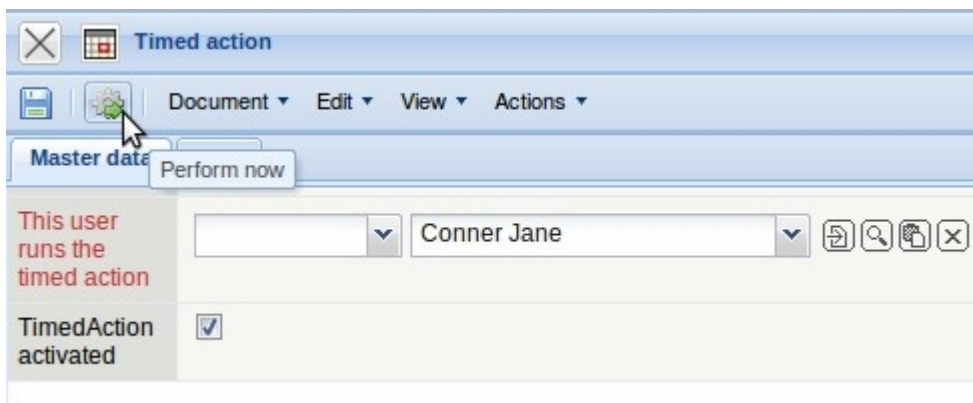 Timed action
Document Edit View Actions
Master data
Perform now
This user
runs the
timed action
Conner Jane
TimedAction
activated